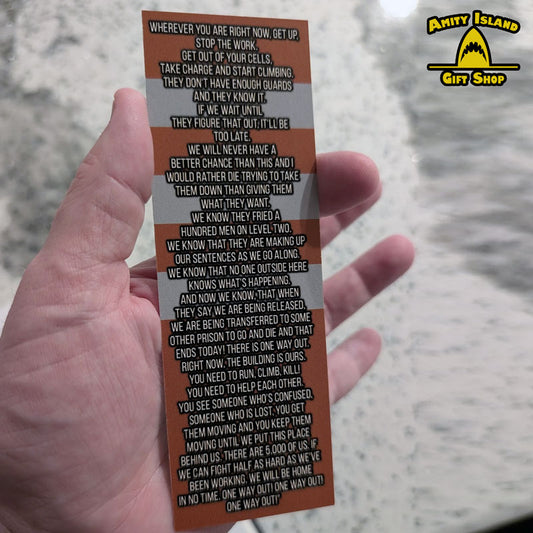 AMITY ISLAND
GIFT SHOP
WHEREVER YOU ARE RIGHT NOW, GET UP,
STOP THE WORK.
GET OUT OF YOUR CELLS,
TAKE CHARGE AND START CLIMBING.
THEY DON'T HAVE ENOUGH GUARDS
AND THEY KNOW IT.
IF WE WAIT UNTIL
THEY FIGURE THAT OUT, IT'LL BE
TOO LATE.
WE WILL NEVER HAVE A
BETTER CHANCE THAN THIS AND I
WOULD RATHER DIE TRYING TO TAKE
THEM DOWN THAN GIVING THEM
WHAT THEY WANT.
WE KNOW THEY FRIED A
HUNDRED MEN ON LEVEL TWO.
WE KNOW THAT THEY ARE MAKING UP
OUR SENTENCES AS WE GO ALONG.
WE KNOW THAT NO ONE OUTSIDE HERE
KNOWS WHAT'S HAPPENING.
AND NOW WE KNOW, THAT WHEN
THEY SAY WE ARE BEING RELEASED,
WE ARE BEING TRANSFERRED TO SOME
OTHER PRISON TO GO AND DIE AND THAT
ENDS TODAY! THERE IS ONE WAY OUT.
RIGHT NOW, THE BUILDING IS OURS.
YOU NEED TO RUN, CLIMB, KILL!
YOU NEED TO HELP EACH OTHER.
YOU SEE SOMEONE WHO'S CONFUSED,
SOMEONE WHO IS LOST, YOU GET
THEM MOVING AND YOU KEEP THEM
MOVING UNTIL WE PUT THIS PLACE
BEHIND US. THERE ARE 5,000 OF US. IF
WE CAN FIGHT HALF AS HARD AS WE'VE
BEEN WORKING, WE WILL BE HOME
IN NO TIME. ONE WAY OUT! ONE WAY OUT!
ONE WAY OUT!'